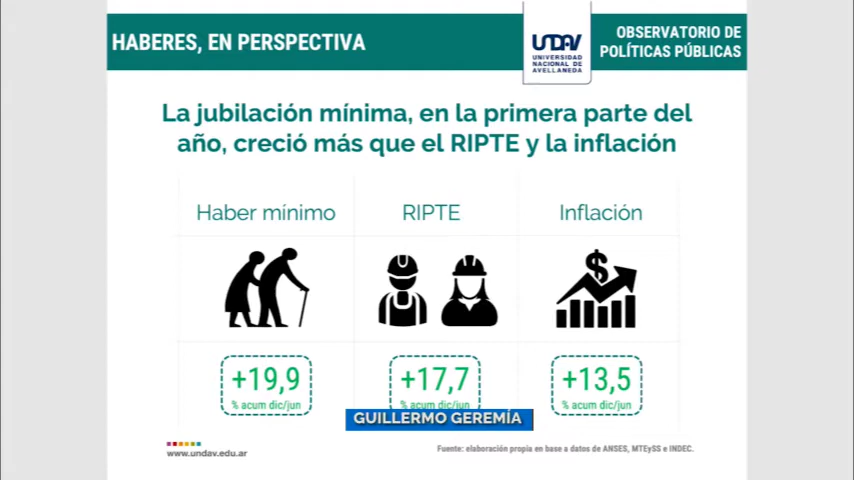 HABERES, EN PERSPECTIVA
UNDAV
UNIVERSIDAD
NACIONAL DE
AVELLANEDA
OBSERVATORIO DE
POLÍTICAS PÚBLICAS
La jubilación mínima, en la primera parte del
año, creció más que el RIPTE y la inflación
Haber mínimo
RIPTE
Inflación
$
+19,9
% acum dic/jun
+17,7
% acum dic/jun
+13,5
% acum dic/jun
GUILLERMO GEREMÍA
www.undav.edu.ar
Fuente: elaboración propia en base a datos de ANSES, MTEySS e INDEC.